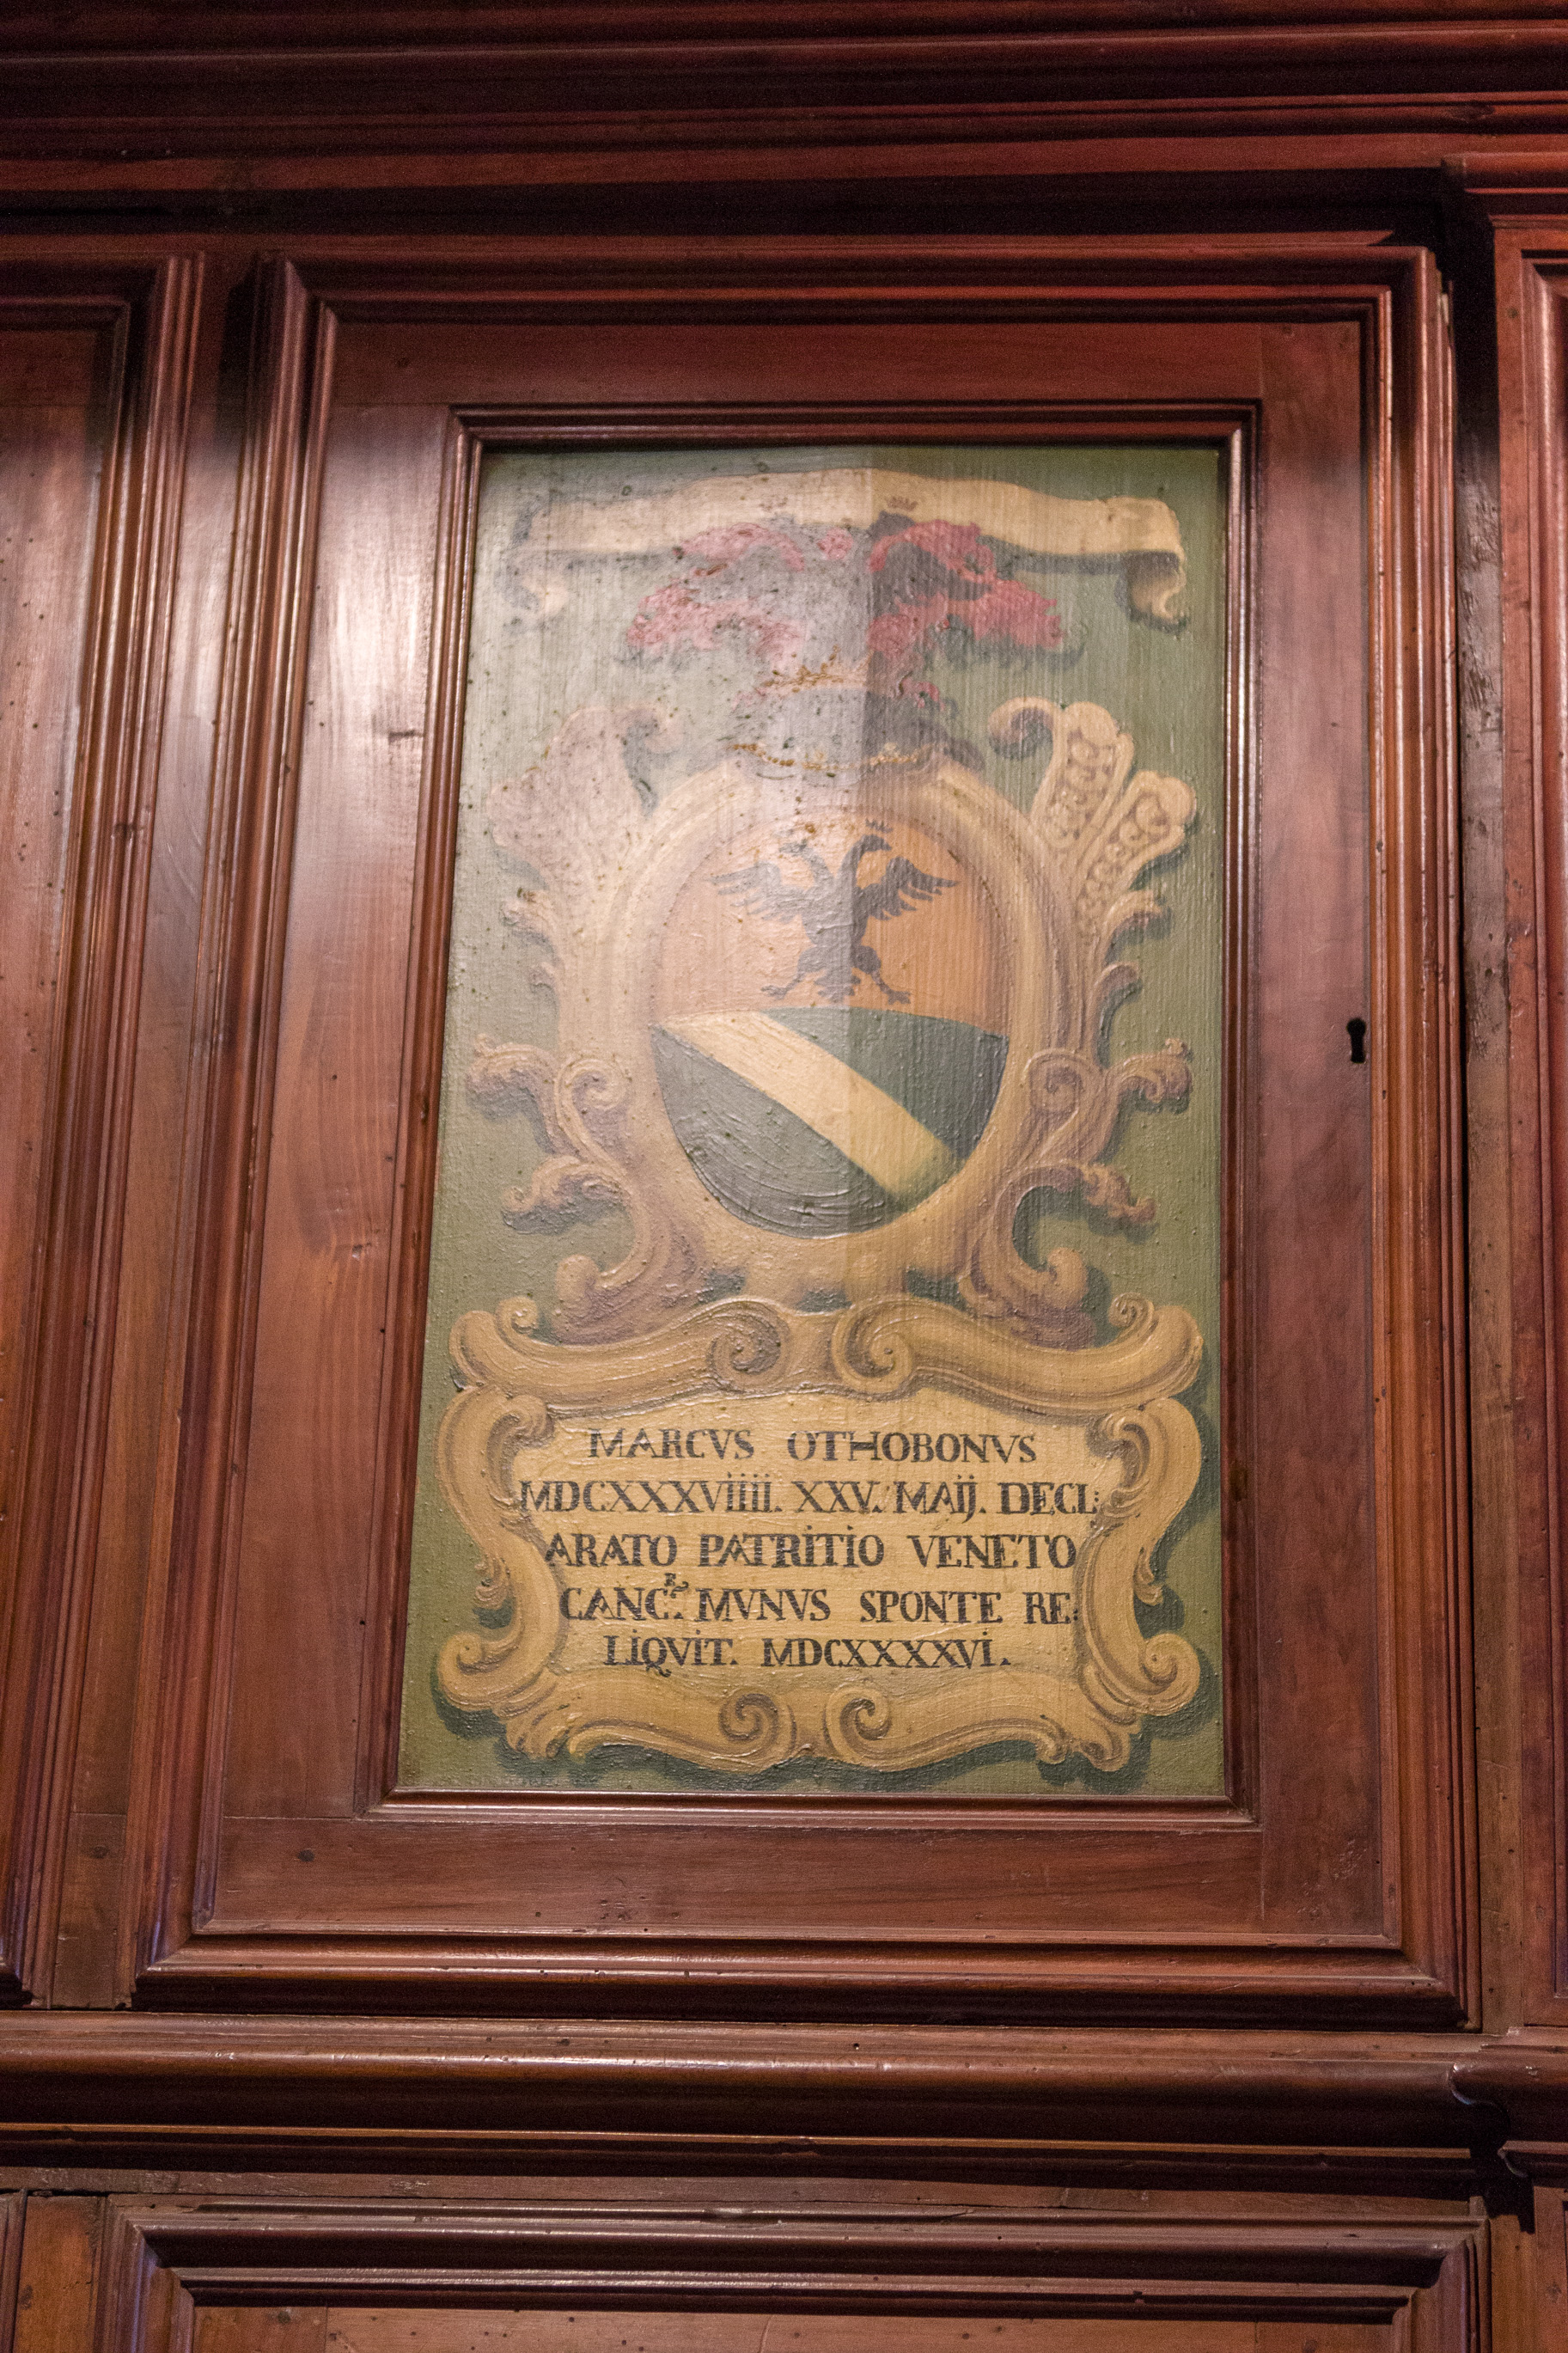 MARCVS OTHOBONVS
MDCXXXViiii. XXV. MAIJ. DECL:
ARATO PATRITIO VENETO
CANC.R MVNVS SPONTE RE:
LIQVIT. MDCXXXXVI.